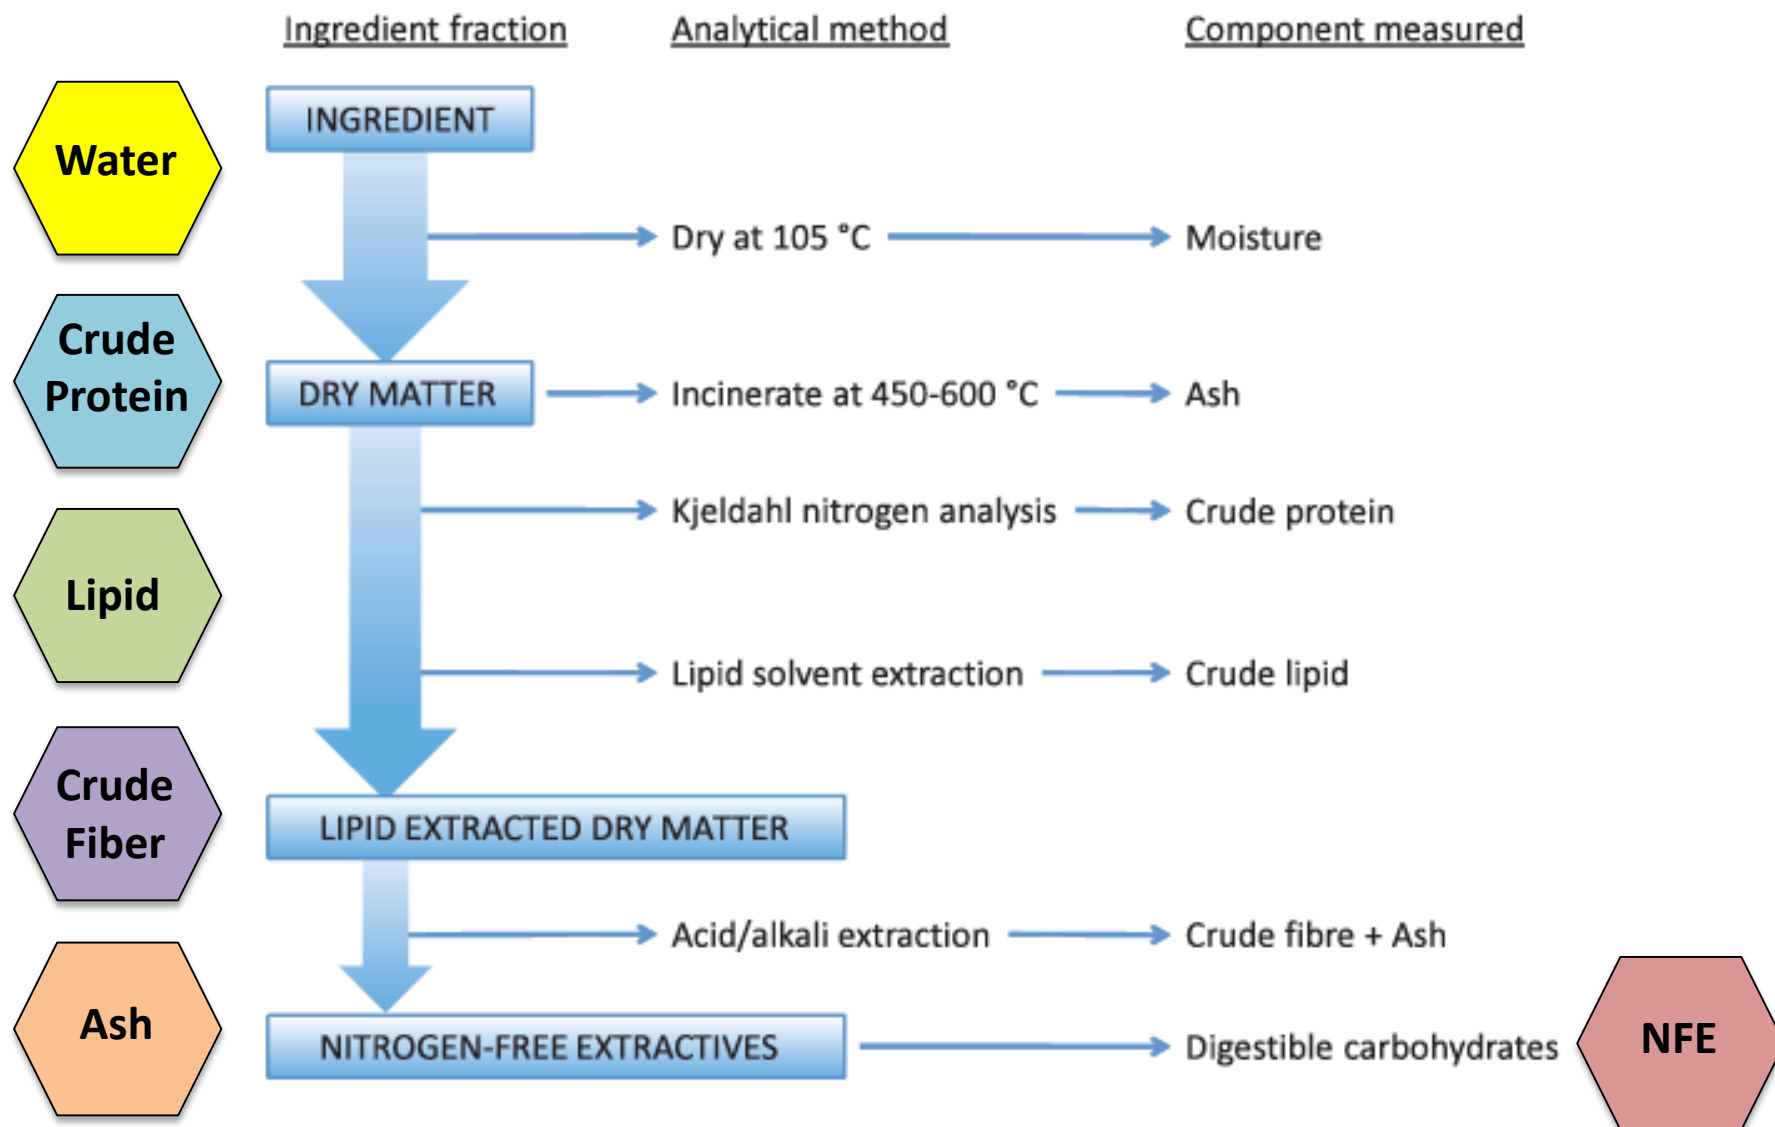 Ingredient fraction Analytical method Component measured
Water
INGREDIENT
Dry at 105 °C Moisture
Crude
Protein
DRY MATTER Incinerate at 450-600 °C Ash
Kjeldahl nitrogen analysis Crude protein
Lipid
Lipid solvent extraction Crude lipid
Crude
Fiber
LIPID EXTRACTED DRY MATTER
Acid/alkali extraction Crude fibre + Ash
Ash
NITROGEN-FREE EXTRACTIVES Digestible carbohydrates
NFE